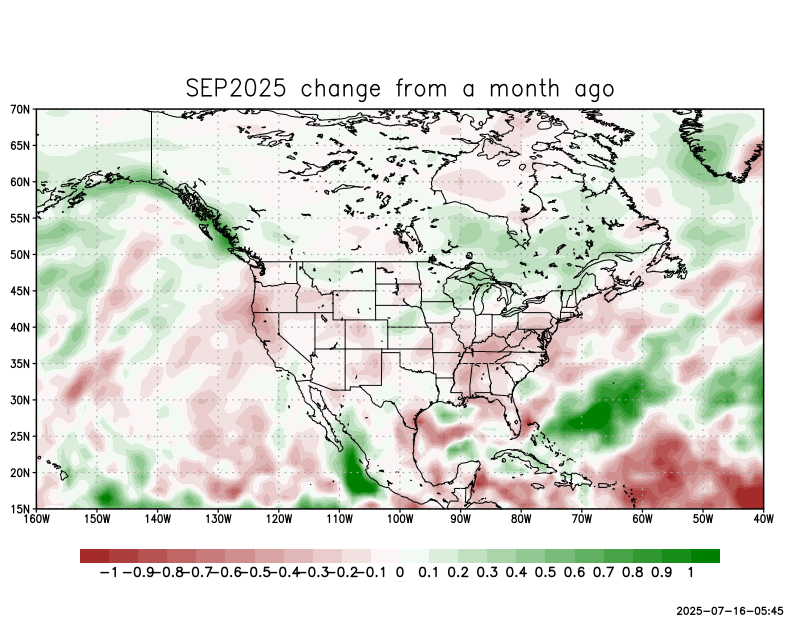 SEP2025 change from a month ago
70N
65N
60N
55N
50N
45N
40N
35N
30N
25N
20N
15N
160W 150W 140W 130W 120W 110W 100W 90W 80W 70W 60W 50W 40W
-1 -0.9 -0.8 -0.7 -0.6 -0.5 -0.4 -0.3 -0.2 -0.1 0 0.1 0.2 0.3 0.4 0.5 0.6 0.7 0.8 0.9 1
2025-07-16-05:45